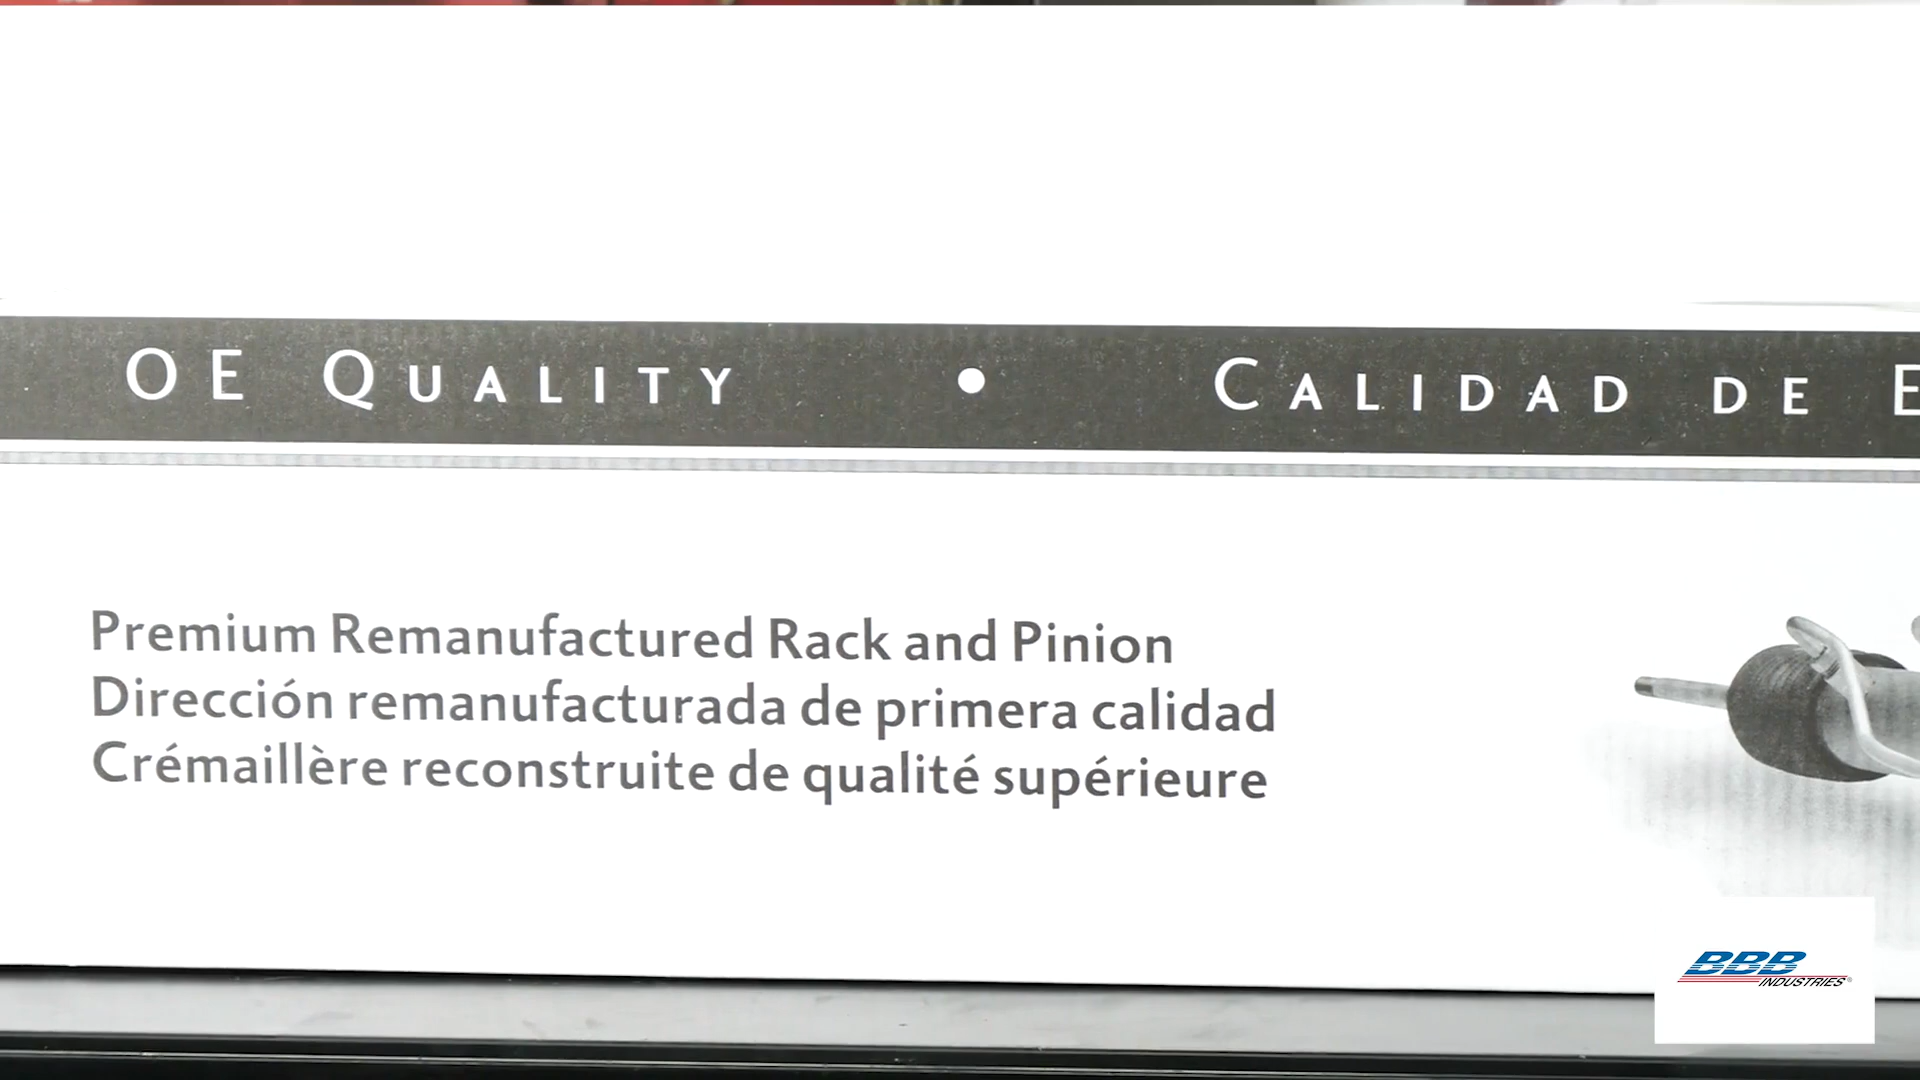 OE QUALITY • CALIDAD DE E
Premium Remanufactured Rack and Pinion
Dirección remanufacturada de primera calidad
Crémaillère reconstruite de qualité supérieure
BBB
INDUSTRIES®